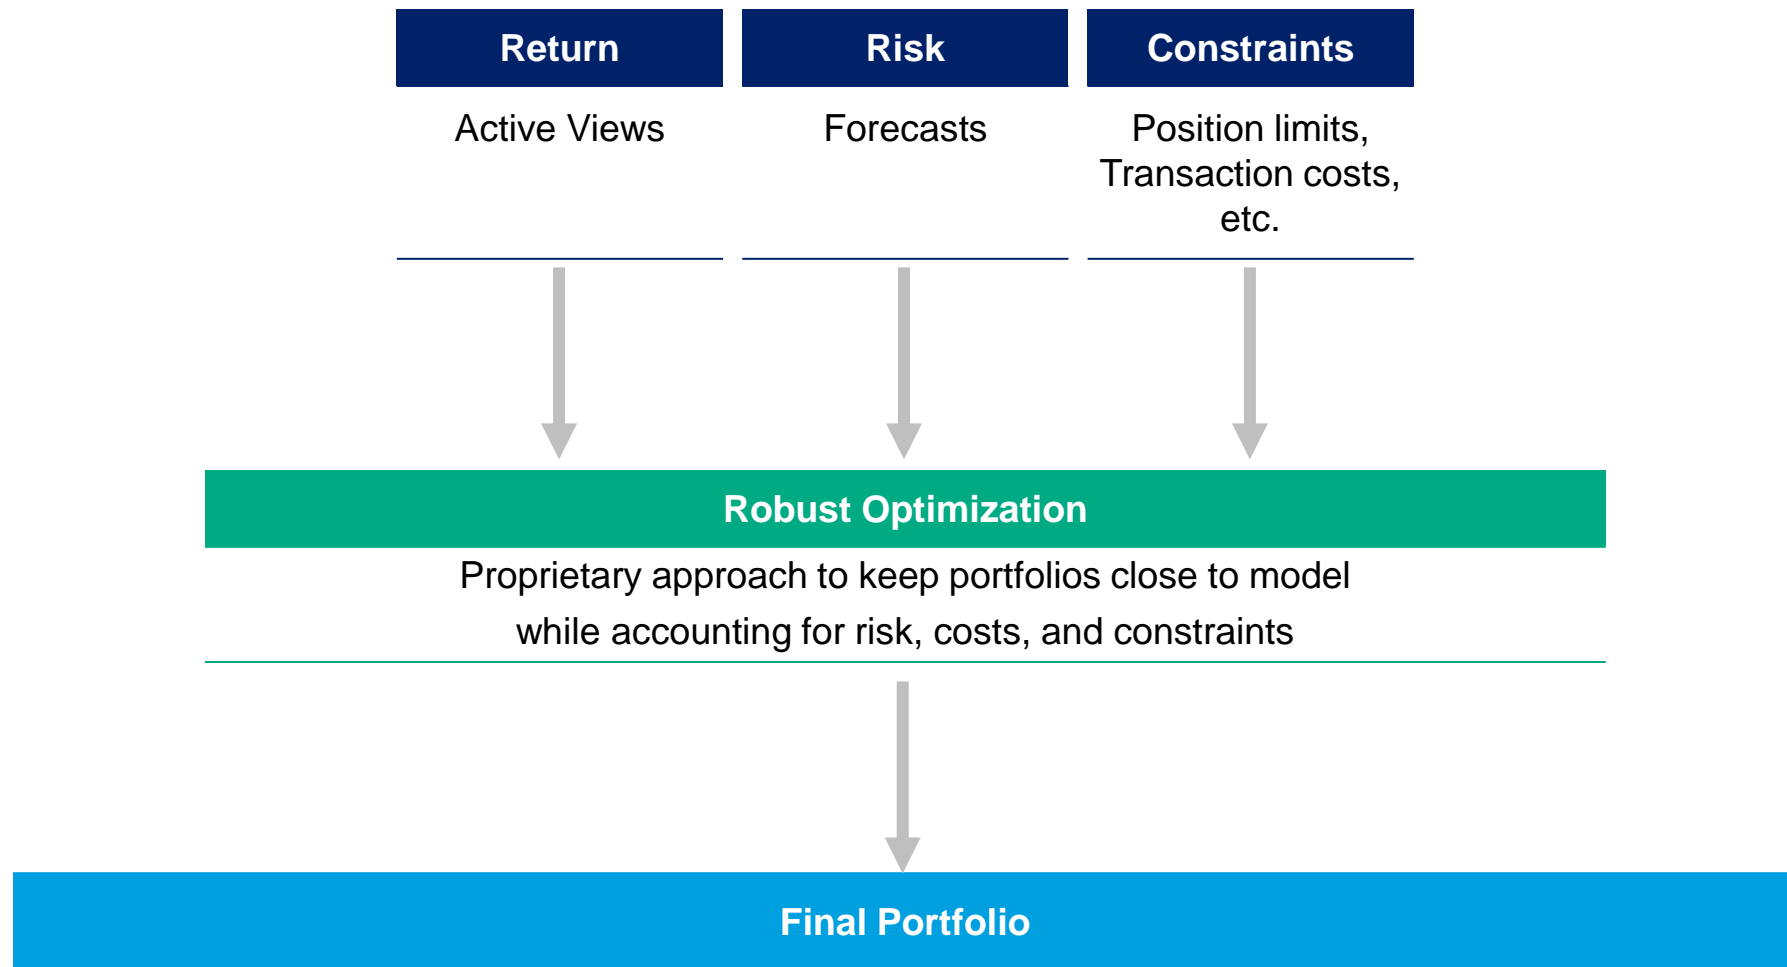 Return
Risk
Constraints
Active Views
Forecasts
Position limits,
Transaction costs,
etc.
Robust Optimization
Proprietary approach to keep portfolios close to model
while accounting for risk, costs, and constraints
Final Portfolio